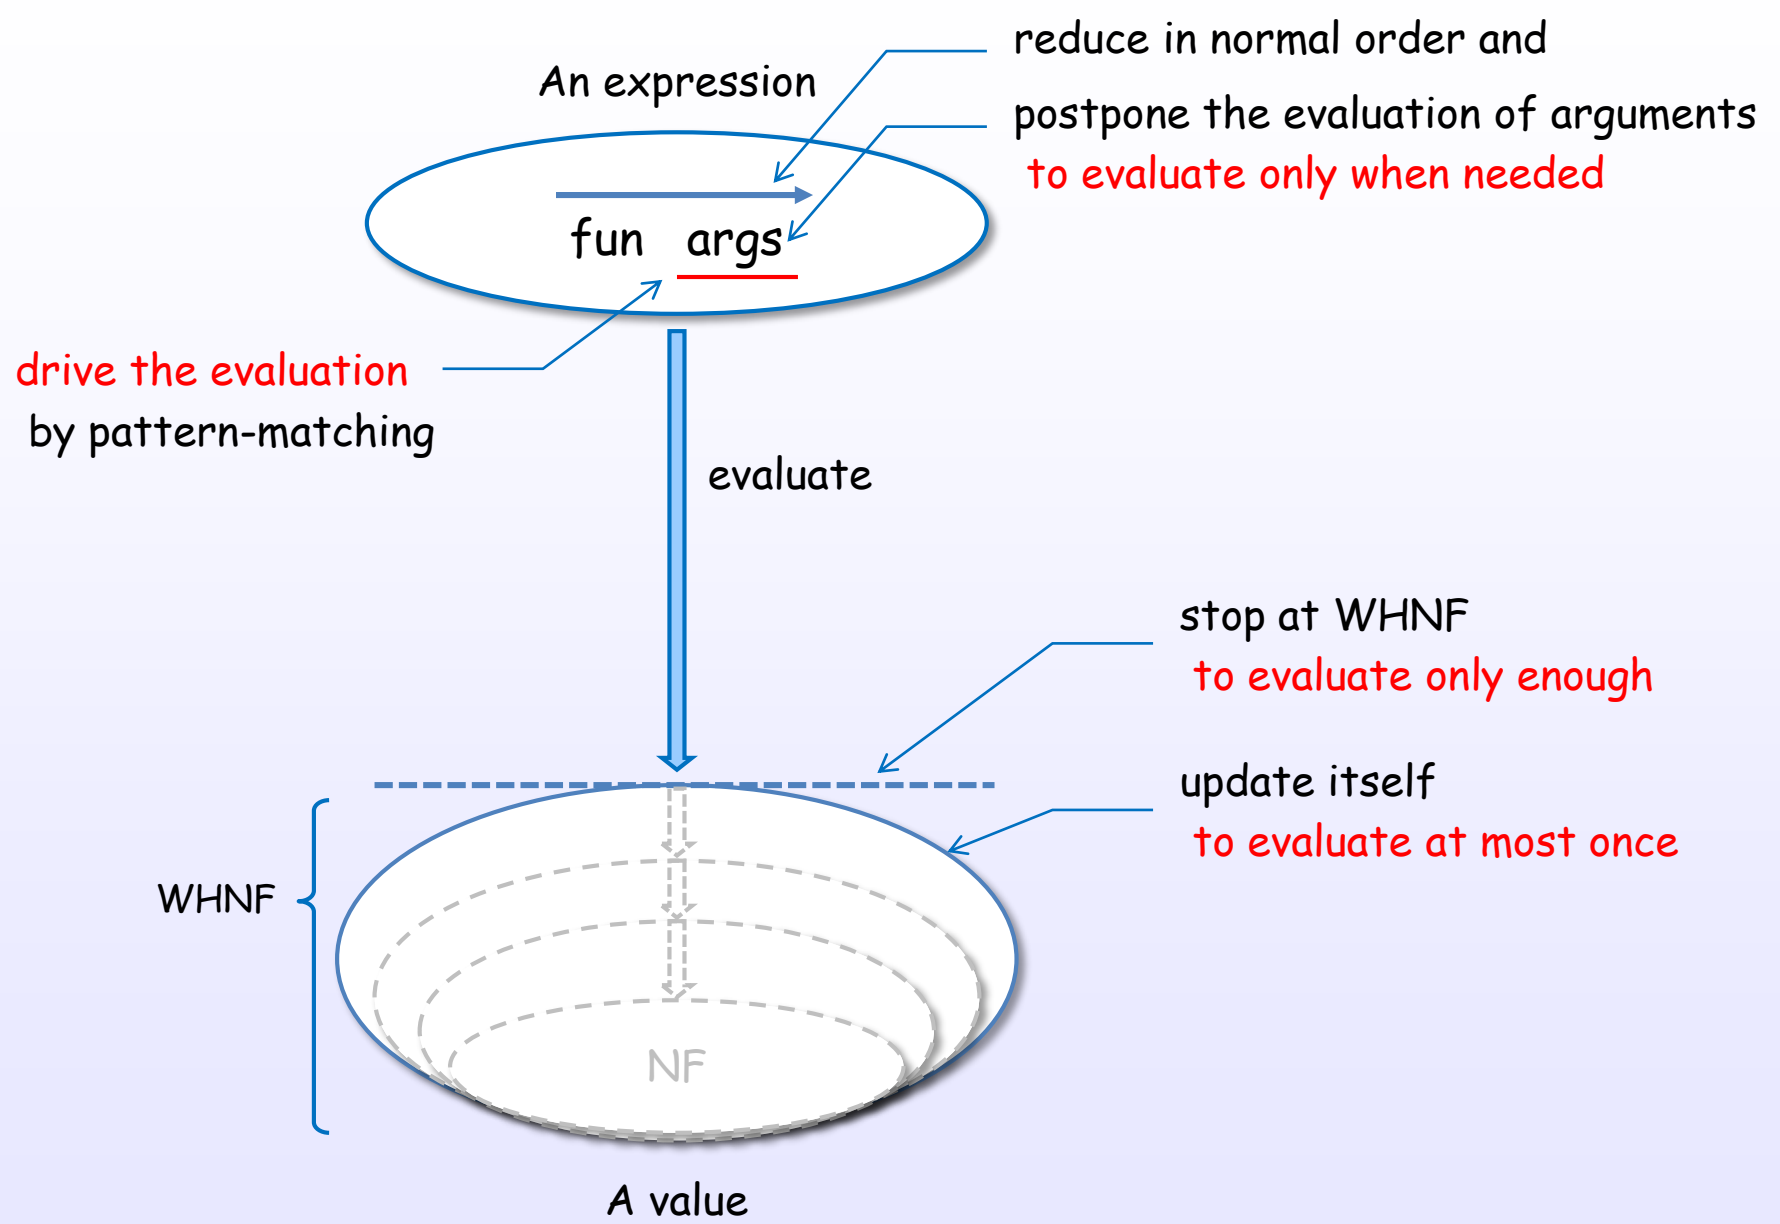 An expression
reduce in normal order and
postpone the evaluation of arguments
to evaluate only when needed
fun args
drive the evaluation
by pattern-matching
evaluate
stop at WHNF
to evaluate only enough
update itself
to evaluate at most once
WHNF
NF
A value